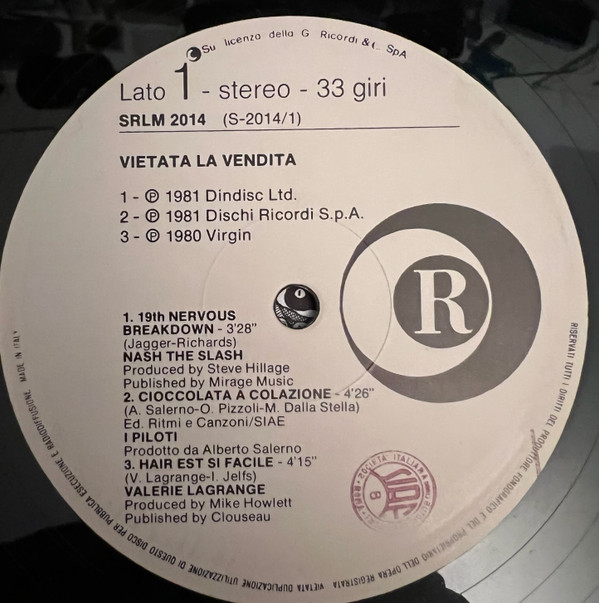 Su licenza della G Ricordi & C. SpA
Lato 1 - stereo - 33 giri
SRLM 2014 (S-2014/1)
VIETATA LA VENDITA
1 - ℗ 1981 Dindisc Ltd.
2 - ℗ 1981 Dischi Ricordi S.p.A.
3 - ℗ 1980 Virgin
R
1. 19th NERVOUS
BREAKDOWN - 3'28"
(Jagger-Richards)
NASH THE SLASH
Produced by Steve Hillage
Published by Mirage Music
2. CIOCCOLATA A COLAZIONE - 4'26"
(A. Salerno-O. Pizzoli-M. Dalla Stella)
Ed. Ritmi e Canzoni/SIAE
I PILOTI
Prodotto da Alberto Salerno
3. HAIR EST SI FACILE - 4'15"
(V. Lagrange-I. Jelfs)
VALERIE LAGRANGE
Produced by Mike Howlett
Published by Clouseau
SOCIETÀ ITALIANA
SIAE
8
RISERVATI TUTTI I DIRITTI DEL PRODUTTORE FONOGRAFICO E DEL PROPRIETARIO DELL'OPERA REGISTRATA VIETATA DUPLICAZIONE UTILIZZAZIONE DI QUESTO DISCO PER PUBBLICA ESECUZIONE E RADIODIFFUSIONE. MADE IN ITALY